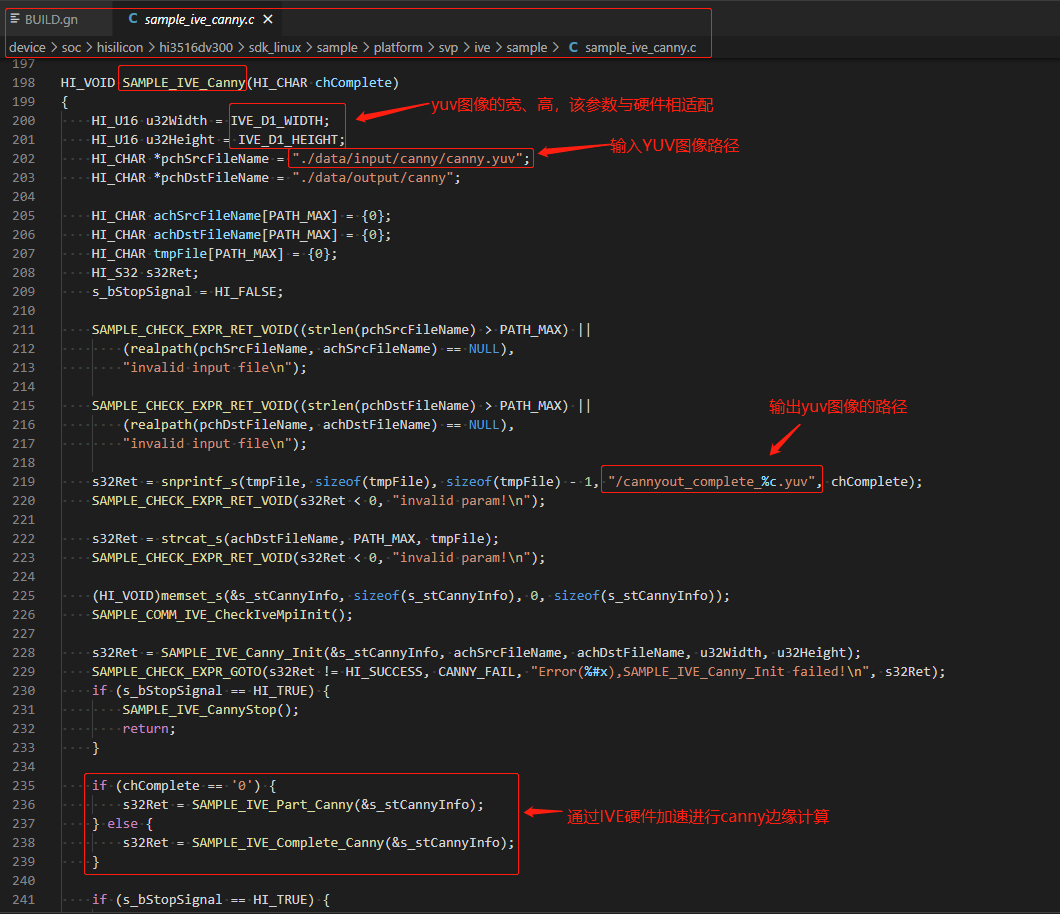 BUILD.gn
C sample_ive_canny.c ×
device > soc > hisilicon > hi3516dv300 > sdk_linux > sample > platform > svp > ive > sample > C sample_ive_canny.c
197
198 HI_VOID SAMPLE_IVE_Canny(HI_CHAR chComplete)
199 {
200 HI_U16 u32Width = IVE_D1_WIDTH;
yuv图像的宽、高，该参数与硬件相适配
201 HI_U16 u32Height = IVE_D1_HEIGHT;
202 HI_CHAR *pchSrcFileName = "./data/input/canny/canny.yuv";
输入YUV图像路径
203 HI_CHAR *pchDstFileName = "./data/output/canny";
204
205 HI_CHAR achSrcFileName[PATH_MAX] = {0};
206 HI_CHAR achDstFileName[PATH_MAX] = {0};
207 HI_CHAR tmpFile[PATH_MAX] = {0};
208 HI_S32 s32Ret;
209 s_bStopSignal = HI_FALSE;
210
211 SAMPLE_CHECK_EXPR_RET_VOID((strlen(pchSrcFileName) > PATH_MAX) ||
212 (realpath(pchSrcFileName, achSrcFileName) == NULL),
213 "invalid input file\n");
214
215 SAMPLE_CHECK_EXPR_RET_VOID((strlen(pchDstFileName) > PATH_MAX) ||
输出yuv图像的路径
216 (realpath(pchDstFileName, achDstFileName) == NULL),
217 "invalid input file\n");
218
219 s32Ret = snprintf_s(tmpFile, sizeof(tmpFile), sizeof(tmpFile) - 1, "/cannyout_complete_%c.yuv", chComplete);
220 SAMPLE_CHECK_EXPR_RET_VOID(s32Ret < 0, "invalid param!\n");
221
222 s32Ret = strcat_s(achDstFileName, PATH_MAX, tmpFile);
223 SAMPLE_CHECK_EXPR_RET_VOID(s32Ret < 0, "invalid param!\n");
224
225 (HI_VOID)memset_s(&s_stCannyInfo, sizeof(s_stCannyInfo), 0, sizeof(s_stCannyInfo));
226 SAMPLE_COMM_IVE_CheckIveMpiInit();
227
228 s32Ret = SAMPLE_IVE_Canny_Init(&s_stCannyInfo, achSrcFileName, achDstFileName, u32Width, u32Height);
229 SAMPLE_CHECK_EXPR_GOTO(s32Ret != HI_SUCCESS, CANNY_FAIL, "Error(%#x),SAMPLE_IVE_Canny_Init failed!\n", s32Ret);
230 if (s_bStopSignal == HI_TRUE) {
231 SAMPLE_IVE_CannyStop();
232 return;
233 }
234
235 if (chComplete == '0') {
236 s32Ret = SAMPLE_IVE_Part_Canny(&s_stCannyInfo);
通过IVE硬件加速进行canny边缘计算
237 } else {
238 s32Ret = SAMPLE_IVE_Complete_Canny(&s_stCannyInfo);
239 }
240
241 if (s_bStopSignal == HI_TRUE) {